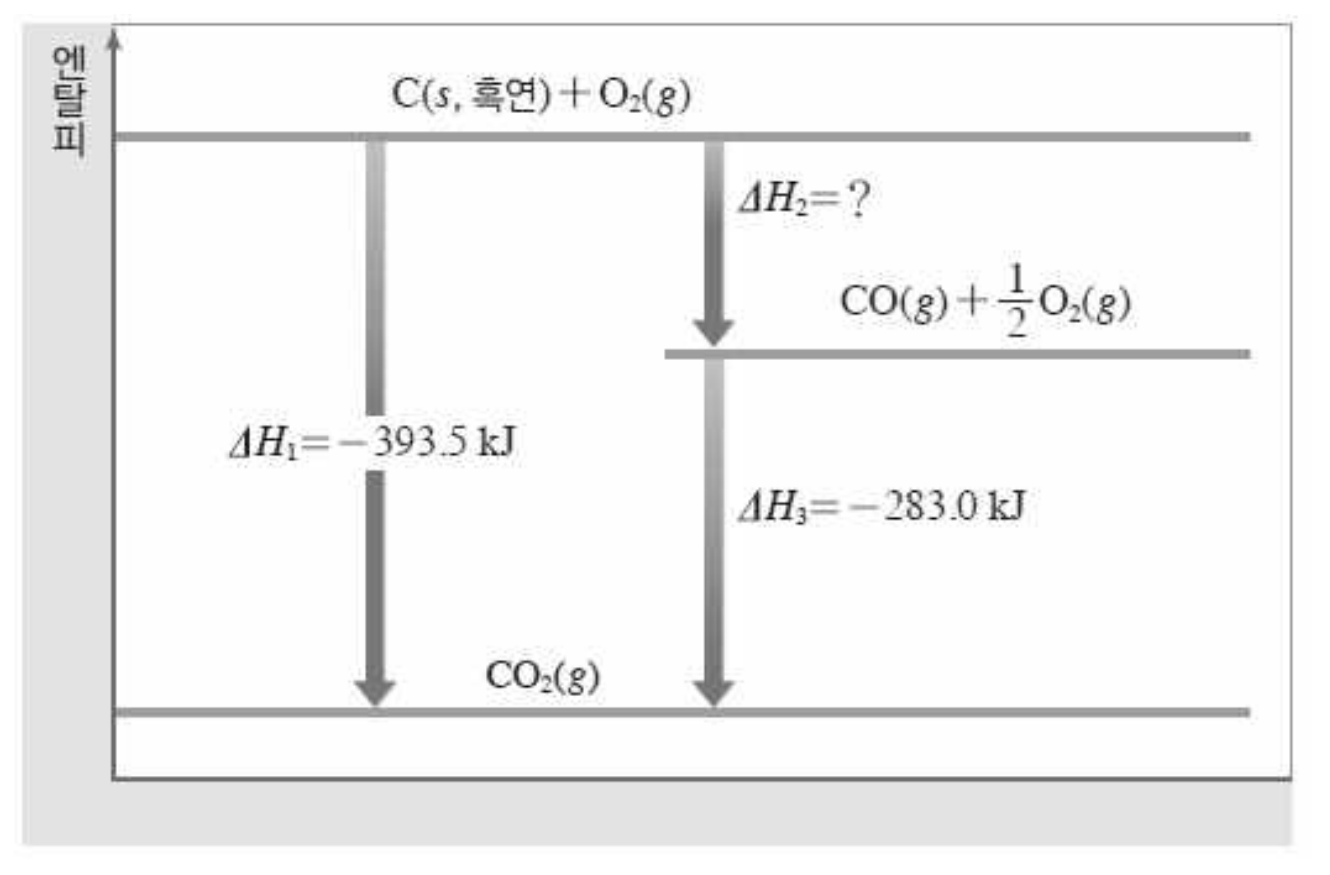 엔탈피
C(s, 흑연)+O₂(g)
ΔH₂=?
CO(g)+1/2 O₂(g)
ΔH₁=−393.5 kJ
ΔH₃=−283.0 kJ
CO₂(g)